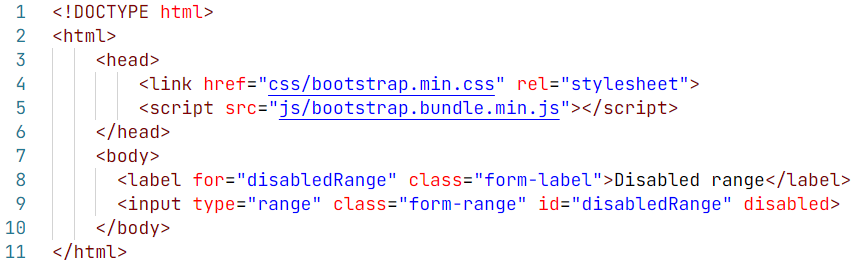 1 <!DOCTYPE html>
2 <html>
3     <head>
4         <link href="css/bootstrap.min.css" rel="stylesheet">
5         <script src="js/bootstrap.bundle.min.js"></script>
6     </head>
7     <body>
8       <label for="disabledRange" class="form-label">Disabled range</label>
9       <input type="range" class="form-range" id="disabledRange" disabled>
10     </body>
11 </html>